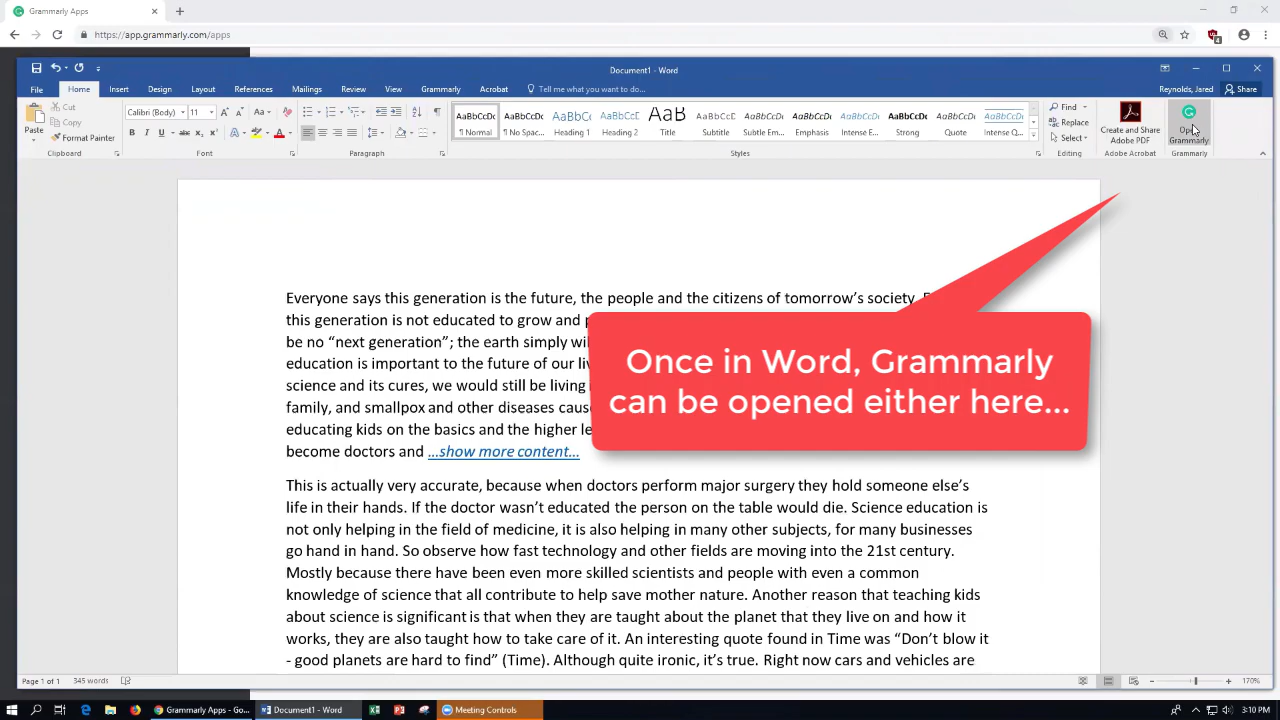 Grammarly Apps
https://app.grammarly.com/apps
Document1 - Word
File Home Insert Design Layout References Mailings Review View Grammarly Acrobat Tell me what you want to do... Reynolds, Jared Share
Paste
Cut
Copy
Format Painter
Clipboard
Calibri (Body) 11
Font
Paragraph
AaBbCcDc AaBbCcDc AaBbCc AaBbCcC AaB AaBbCcD AaBbCcDc AaBbCcDc AaBbCcDc AaBbCcDc AaBbCcDc
¶ Normal ¶ No Spac... Heading 1 Heading 2 Title Subtitle Subtle Em... Emphasis Intense E... Strong Quote Intense Q...
Styles
Find
Replace
Select
Editing
Create and Share
Adobe PDF
Adobe Acrobat
Open
Grammarly
Grammarly
Everyone says this generation is the future, the people and the citizens of tomorrow's society.
this generation is not educated to grow and
be no "next generation"; the earth simply
education is important to the future of our
science and its cures, we would still be living
family, and smallpox and other diseases
educating kids on the basics and the higher
become doctors and ...show more content...
Once in Word, Grammarly
can be opened either here...
This is actually very accurate, because when doctors perform major surgery they hold someone else's
life in their hands. If the doctor wasn't educated the person on the table would die. Science education is
not only helping in the field of medicine, it is also helping in many other subjects, for many businesses
go hand in hand. So observe how fast technology and other fields are moving into the 21st century.
Mostly because there have been even more skilled scientists and people with even a common
knowledge of science that all contribute to help save mother nature. Another reason that teaching kids
about science is significant is that when they are taught about the planet that they live on and how it
works, they are also taught how to take care of it. An interesting quote found in Time was "Don't blow it
- good planets are hard to find" (Time). Although quite ironic, it's true. Right now cars and vehicles are
Page 1 of 1 345 words 170%
Grammarly Apps - Go... Document1 - Word Meeting Controls 3:10 PM